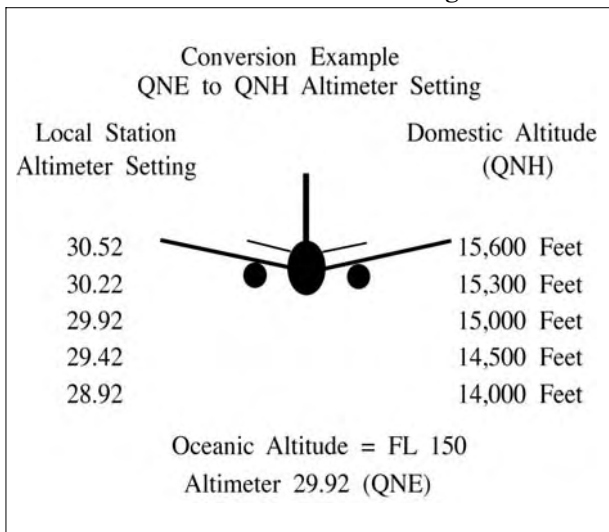 Conversion Example
QNE to QNH Altimeter Setting
Local Station Domestic Altitude
Altimeter Setting (QNH)
30.52 15,600 Feet
30.22 15,300 Feet
29.92 15,000 Feet
29.42 14,500 Feet
28.92 14,000 Feet
Oceanic Altitude = FL 150
Altimeter 29.92 (QNE)